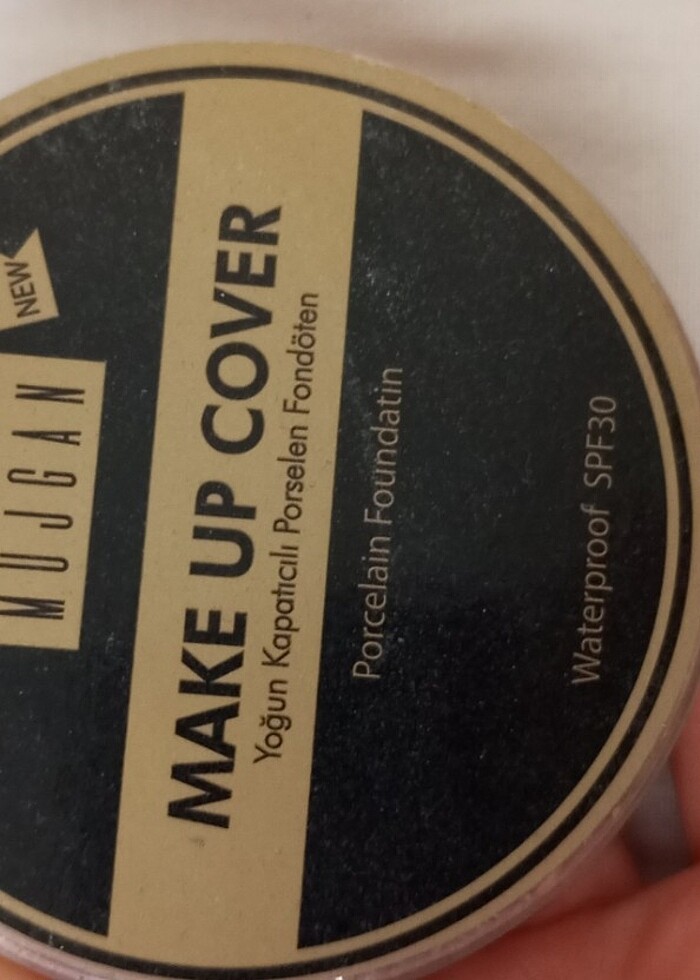 NEW
MUJGAN
MAKE UP COVER
Yoğun Kapatıcılı Porselen Fondöten
Porcelain Foundatin
Waterproof SPF30